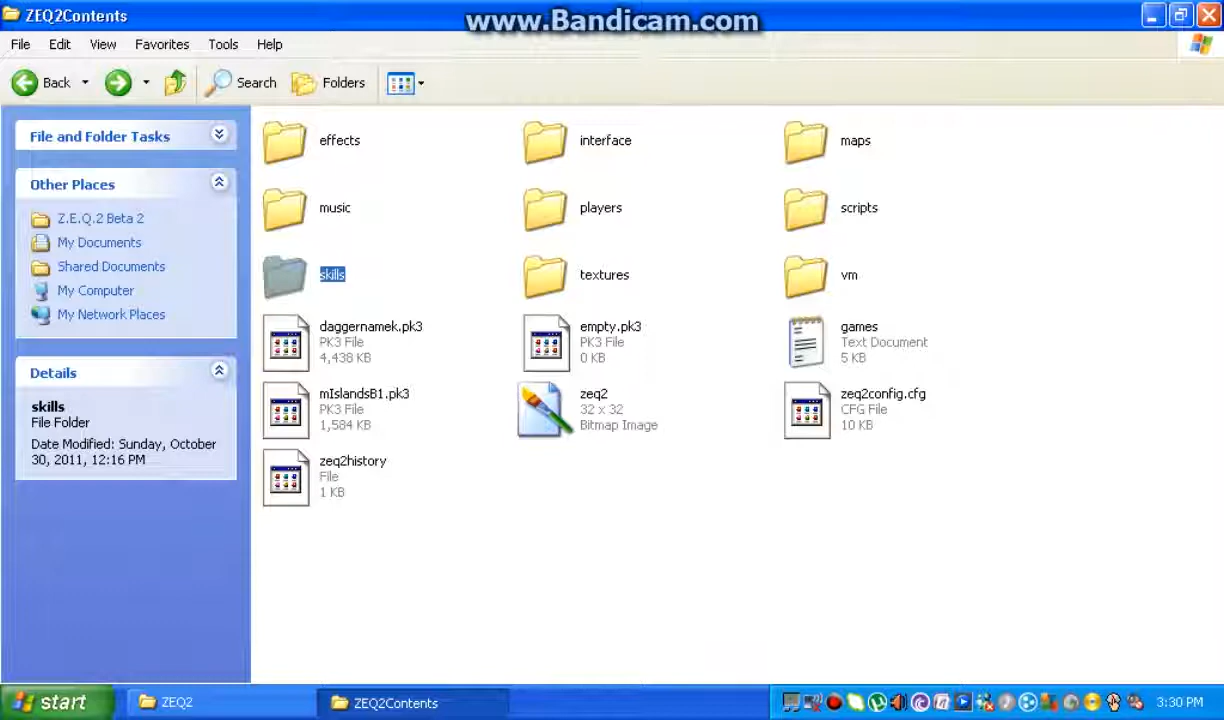 ZEQ2Contents
www.Bandicam.com
File Edit View Favorites Tools Help
Back Search Folders
File and Folder Tasks
Other Places
Z.E.Q.2 Beta 2
My Documents
Shared Documents
My Computer
My Network Places
Details
skills
File Folder
Date Modified: Sunday, October
30, 2011, 12:16 PM
effects
interface
maps
music
players
scripts
skills
textures
vm
daggernamek.pk3
PK3 File
4,438 KB
empty.pk3
PK3 File
0 KB
games
Text Document
5 KB
mIslandsB1.pk3
PK3 File
1,584 KB
zeq2
32 x 32
Bitmap Image
zeq2config.cfg
CFG File
10 KB
zeq2history
File
1 KB
start
ZEQ2
ZEQ2Contents
3:30 PM